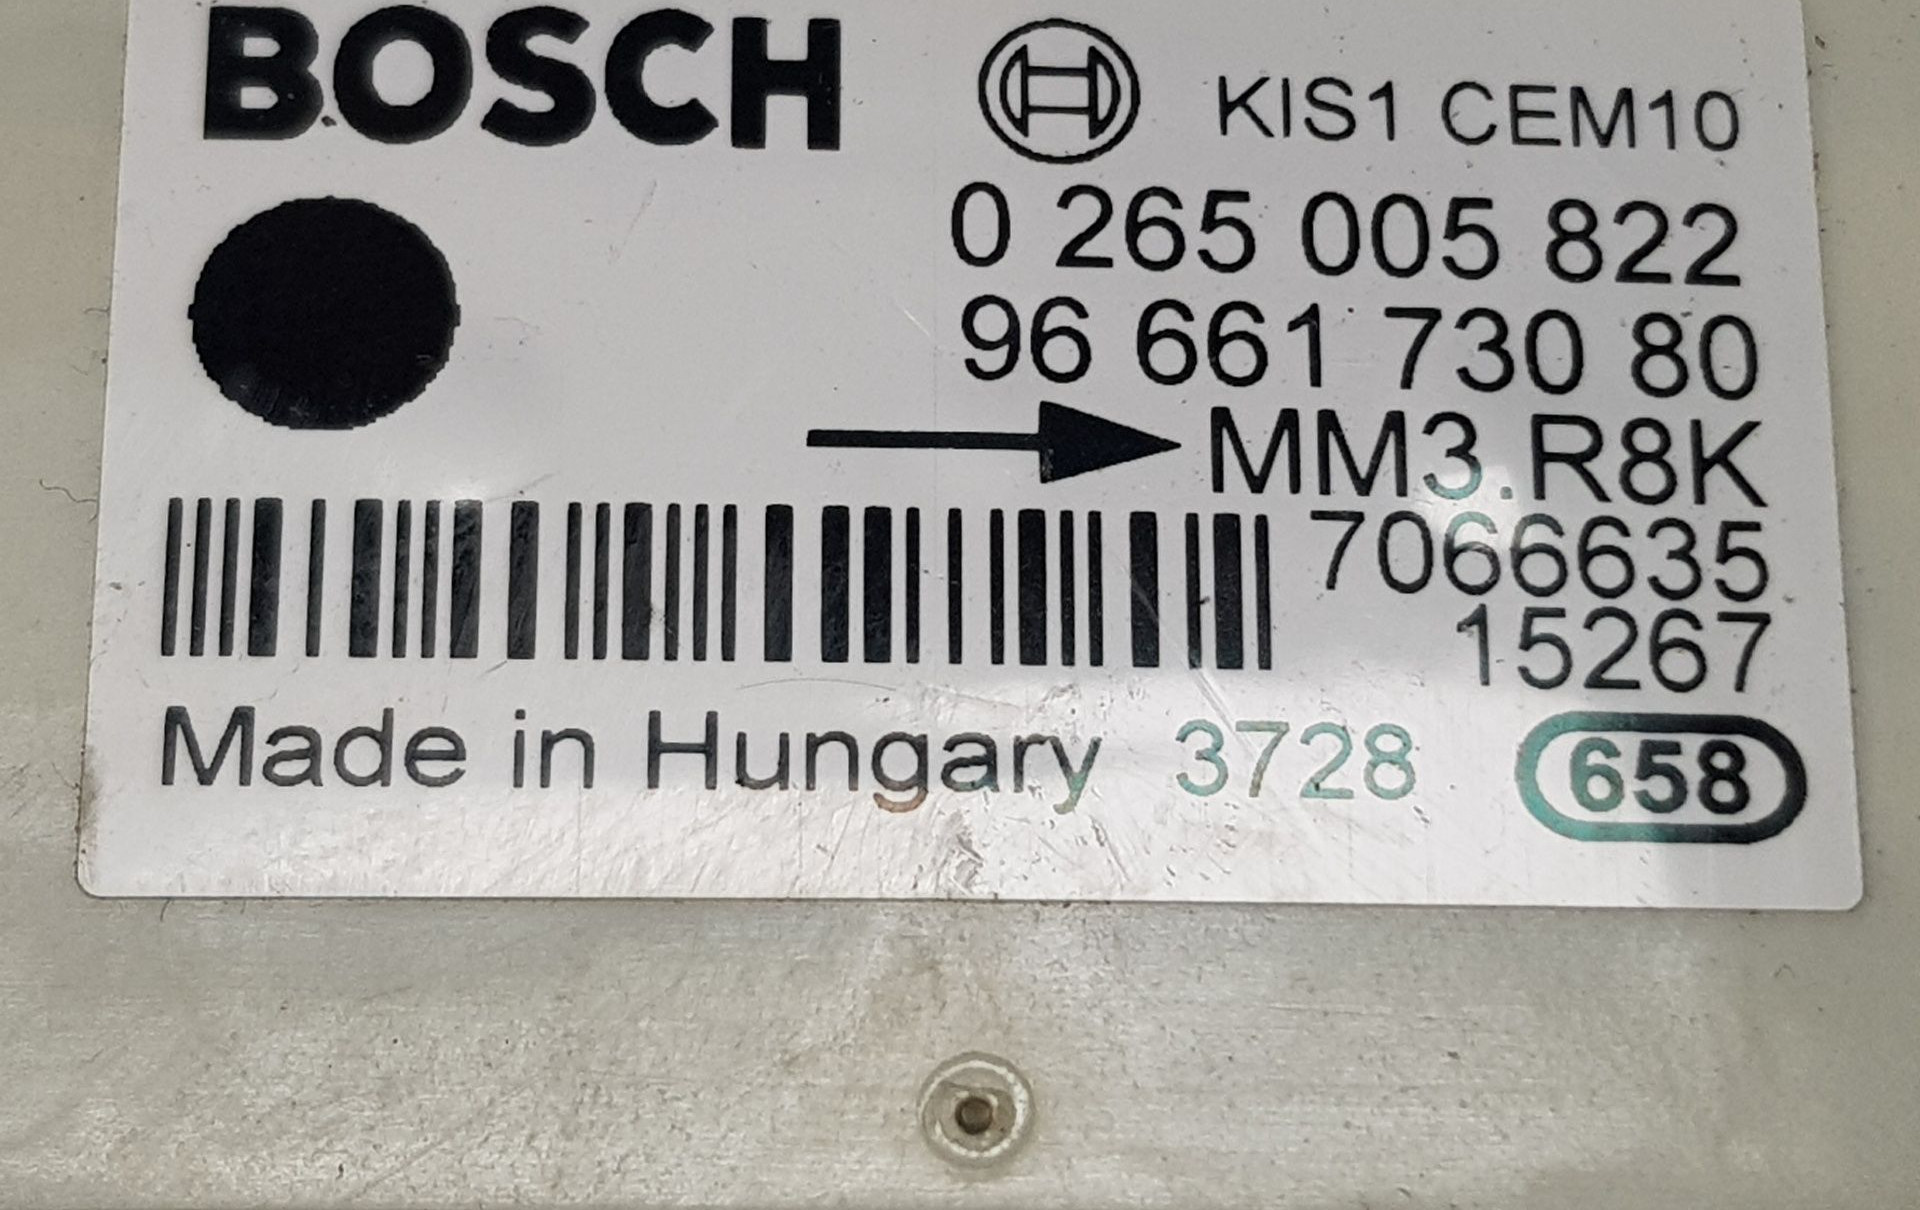 BOSCH KIS1 CEM10
0 265 005 822
96 661 730 80
MM3.R8K
7066635
15267
Made in Hungary 3728 658